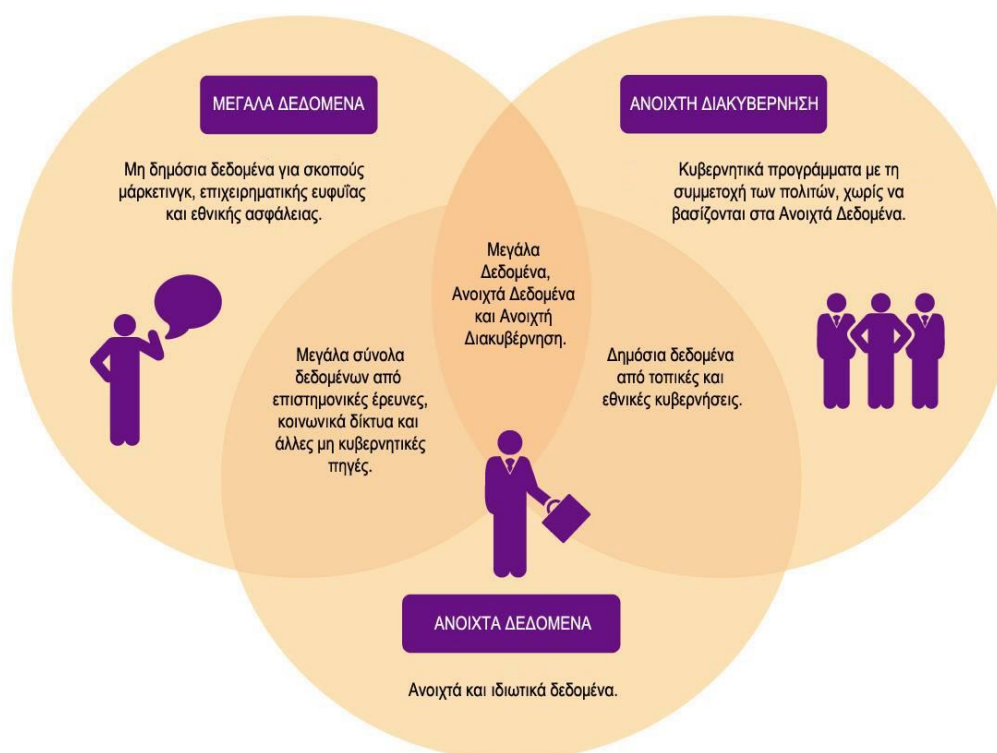 ΜΕΓΑΛΑ ΔΕΔΟΜΕΝΑ
Μη δημόσια δεδομένα για σκοπούς
μάρκετινγκ, επιχειρηματικής ευφυΐας
και εθνικής ασφάλειας.
ΑΝΟΙΧΤΗ ΔΙΑΚΥΒΕΡΝΗΣΗ
Κυβερνητικά προγράμματα με τη
συμμετοχή των πολιτών, χωρίς να
βασίζονται στα Ανοιχτά Δεδομένα.
Μεγάλα
Δεδομένα,
Ανοιχτά Δεδομένα
και Ανοιχτή
Διακυβέρνηση.
Μεγάλα σύνολα
δεδομένων από
επιστημονικές έρευνες,
κοινωνικά δίκτυα και
άλλες μη κυβερνητικές
πηγές.
Δημόσια δεδομένα
από τοπικές και
εθνικές κυβερνήσεις.
ΑΝΟΙΧΤΑ ΔΕΔΟΜΕΝΑ
Ανοιχτά και ιδιωτικά δεδομένα.